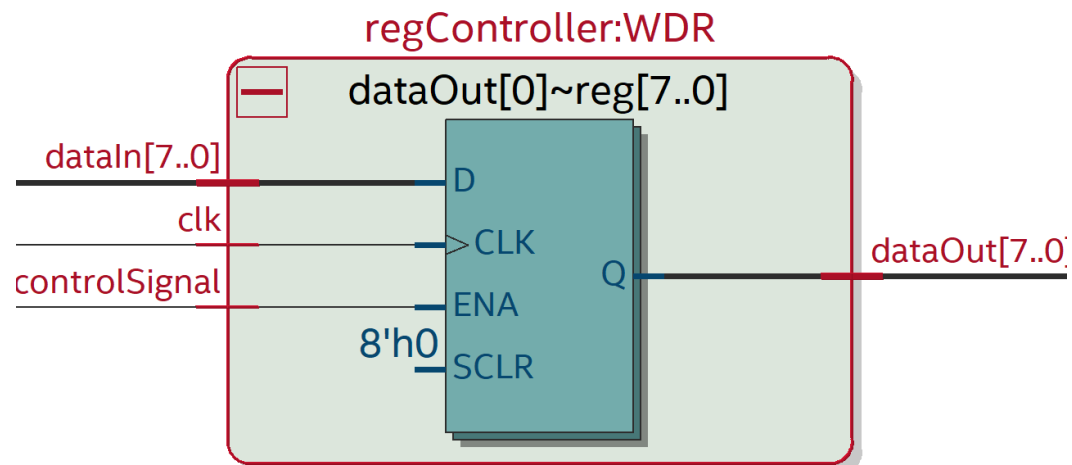 regController:WDR
dataOut[0]~reg[7..0]
dataIn[7..0]
D
clk
CLK
dataOut[7..0]
Q
controlSignal
ENA
8'h0
SCLR